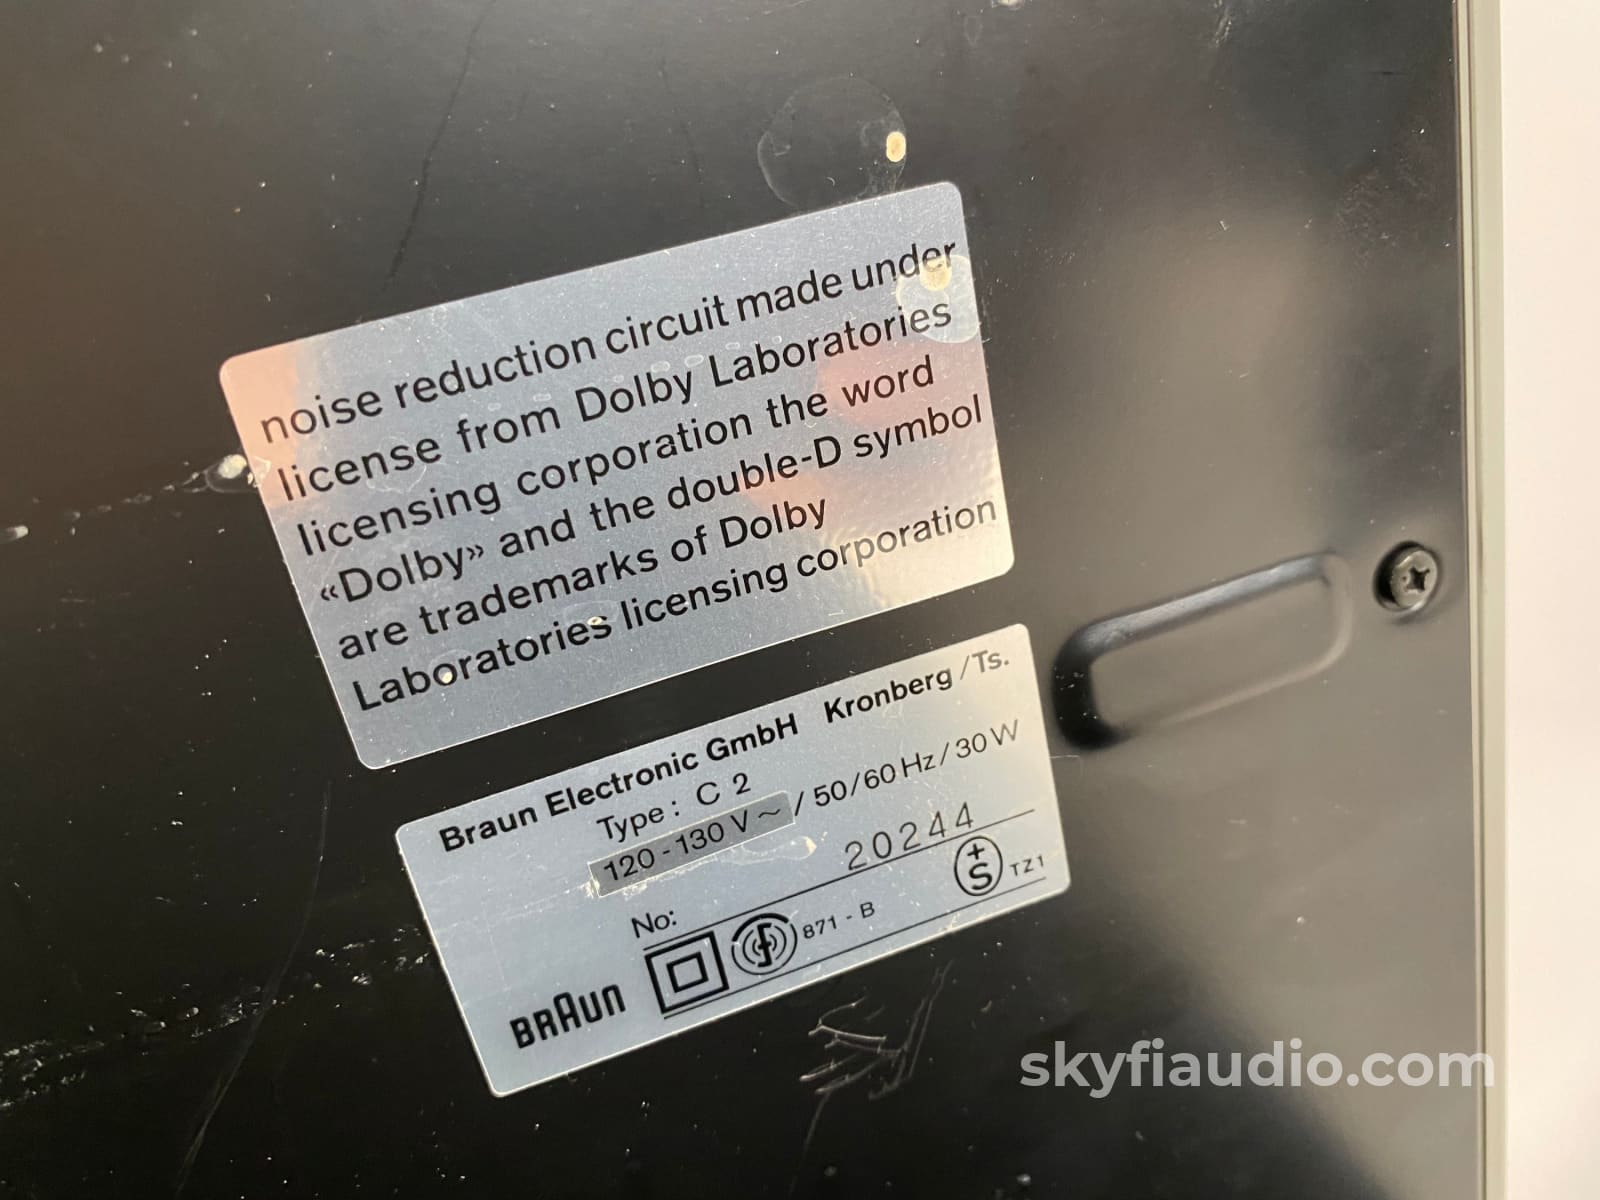 noise reduction circuit made under
license from Dolby Laboratories
licensing corporation the word
«Dolby» and the double-D symbol
are trademarks of Dolby
Laboratories licensing corporation
Braun Electronic GmbH Kronberg/Ts.
Type: C 2
120-130 V~ / 50/60 Hz/30 W
No: 20244
BRAUN 871-B +S TZ1
skyfiaudio.com